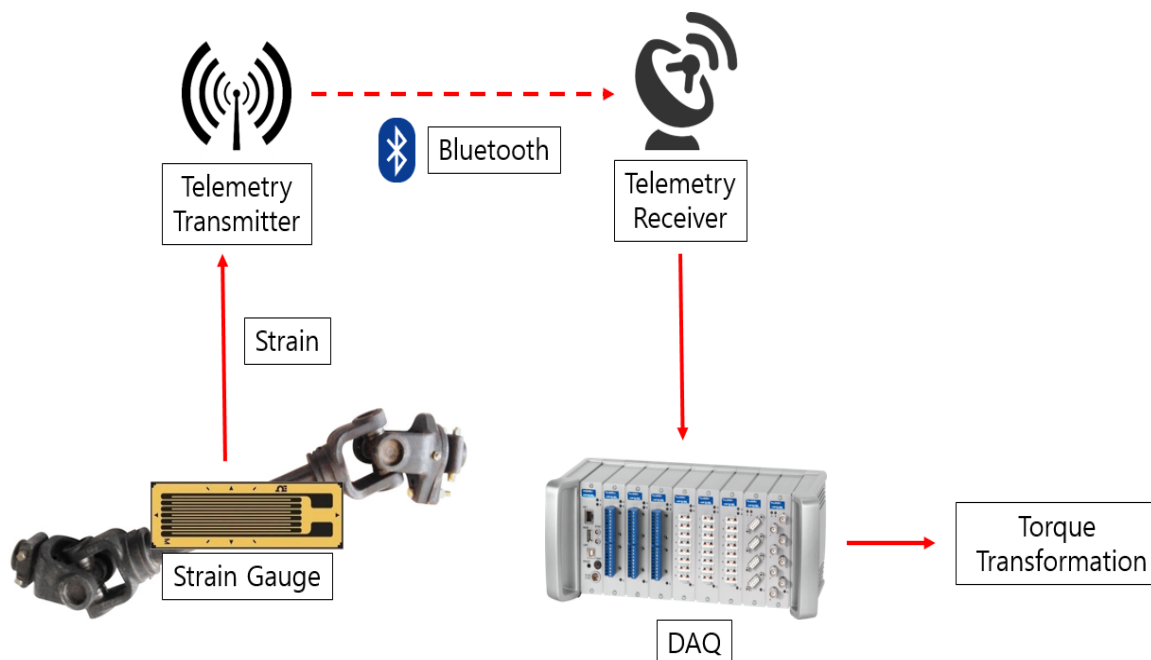 Telemetry
Transmitter
Bluetooth
Telemetry
Receiver
Strain
Strain Gauge
DAQ
Torque
Transformation